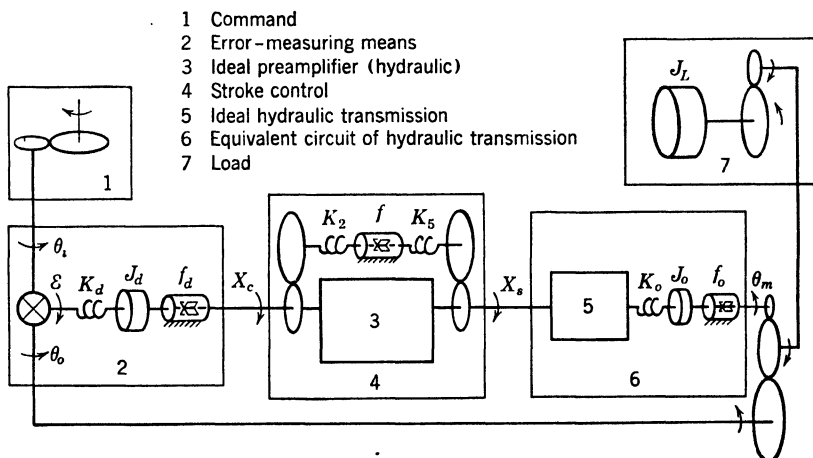 1 Command
2 Error-measuring means
3 Ideal preamplifier (hydraulic)
4 Stroke control
5 Ideal hydraulic transmission
6 Equivalent circuit of hydraulic transmission
7 Load
J_L
7
1
θ_i
K_2 f K_5
ε K_d J_d f_d X_c
X_s
K_o J_o f_o θ_m
3
5
θ_o
2
4
6